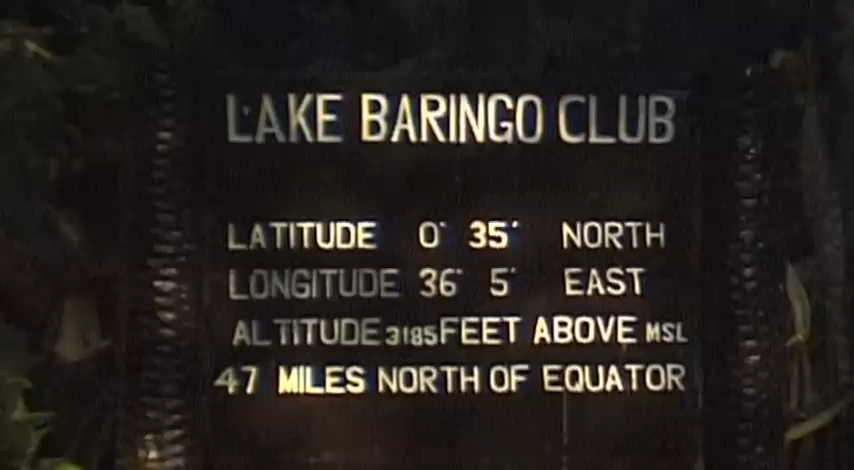 LAKE BARINGO CLUB
LATITUDE 0° 35' NORTH
LONGITUDE 36° 5' EAST
ALTITUDE 3185 FEET ABOVE MSL
47 MILES NORTH OF EQUATOR